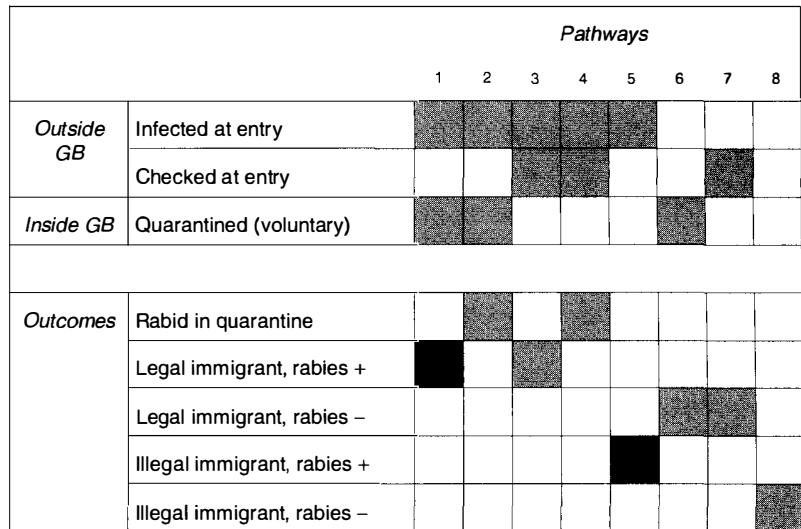 Pathways
1 2 3 4 5 6 7 8
Outside GB Infected at entry
Checked at entry
Inside GB Quarantined (voluntary)
Outcomes Rabid in quarantine
Legal immigrant, rabies +
Legal immigrant, rabies –
Illegal immigrant, rabies +
Illegal immigrant, rabies –